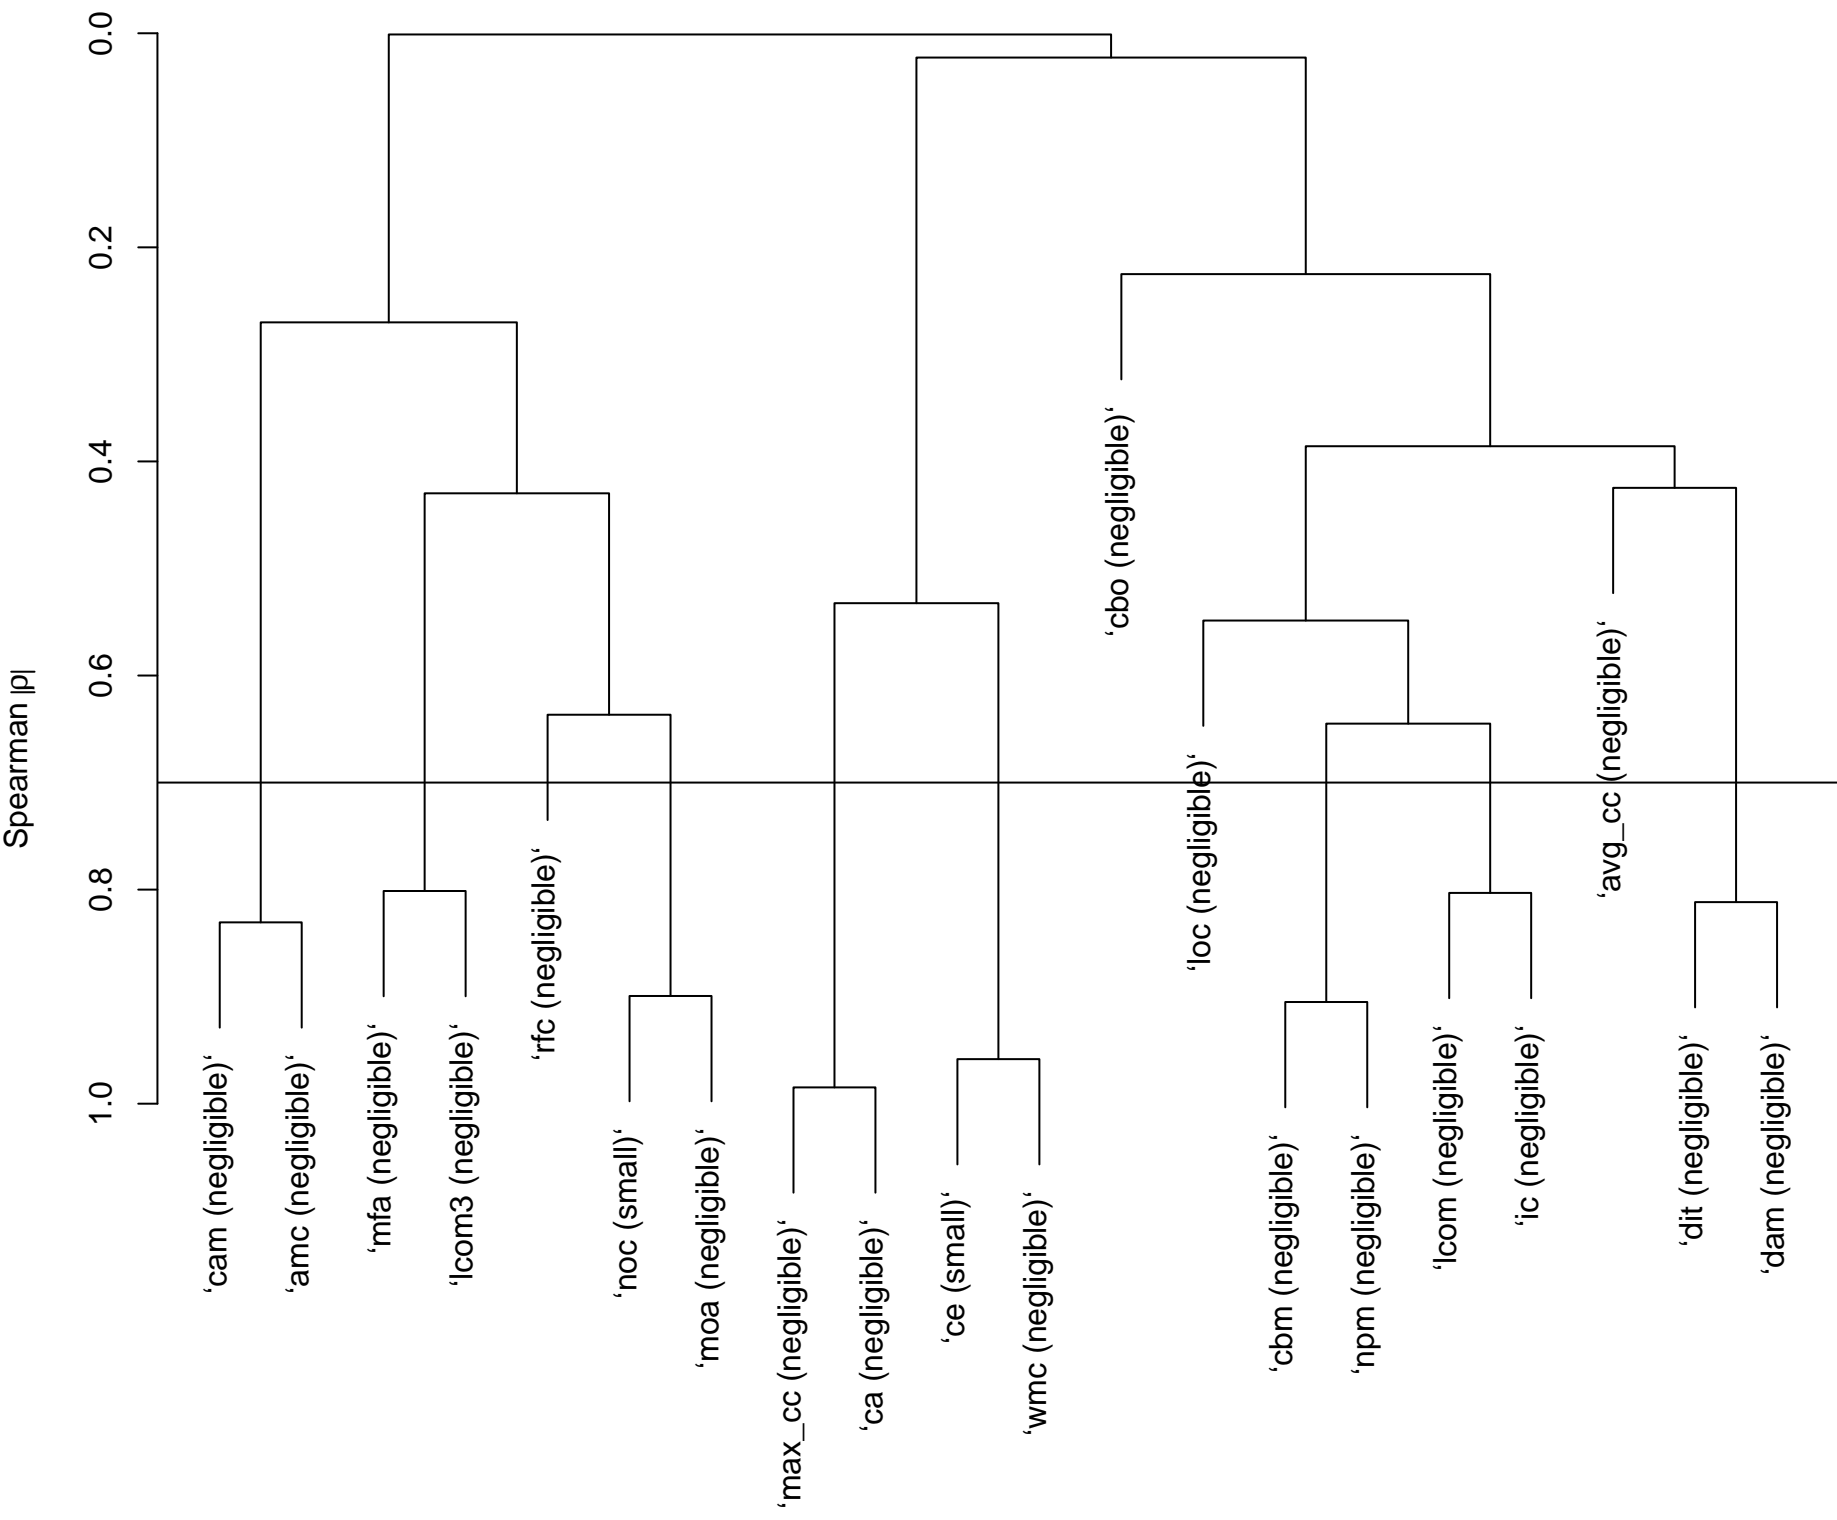 Spearman |ρ|
0.0
0.2
0.4
0.6
0.8
1.0
‘cam (negligible)‘
‘amc (negligible)‘
‘mfa (negligible)‘
‘lcom3 (negligible)‘
‘rfc (negligible)‘
‘noc (small)‘
‘moa (negligible)‘
‘max_cc (negligible)‘
‘ca (negligible)‘
‘ce (small)‘
‘wmc (negligible)‘
‘cbo (negligible)‘
‘loc (negligible)‘
‘cbm (negligible)‘
‘npm (negligible)‘
‘lcom (negligible)‘
‘ic (negligible)‘
‘avg_cc (negligible)‘
‘dit (negligible)‘
‘dam (negligible)‘